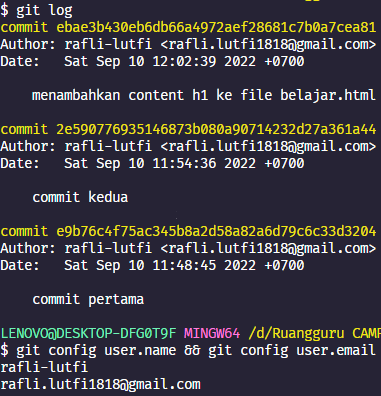 $ git log
commit ebae3b430eb6db66a4972aef28681c7b0a7cea81
Author: rafli-lutfi <rafli.lutfi1818@gmail.com>
Date:   Sat Sep 10 12:02:39 2022 +0700
menambahkan content h1 ke file belajar.html
commit 2e590776935146873b080a90714232d27a361a44
Author: rafli-lutfi <rafli.lutfi1818@gmail.com>
Date:   Sat Sep 10 11:54:36 2022 +0700
commit kedua
commit e9b76c4f75ac345b8a2d58a82a6d79c6c33d3204
Author: rafli-lutfi <rafli.lutfi1818@gmail.com>
Date:   Sat Sep 10 11:48:45 2022 +0700
commit pertama
LENOVO@DESKTOP-DFG0T9F MINGW64 /d/Ruangguru CAMP
$ git config user.name && git config user.email
rafli-lutfi
rafli.lutfi1818@gmail.com